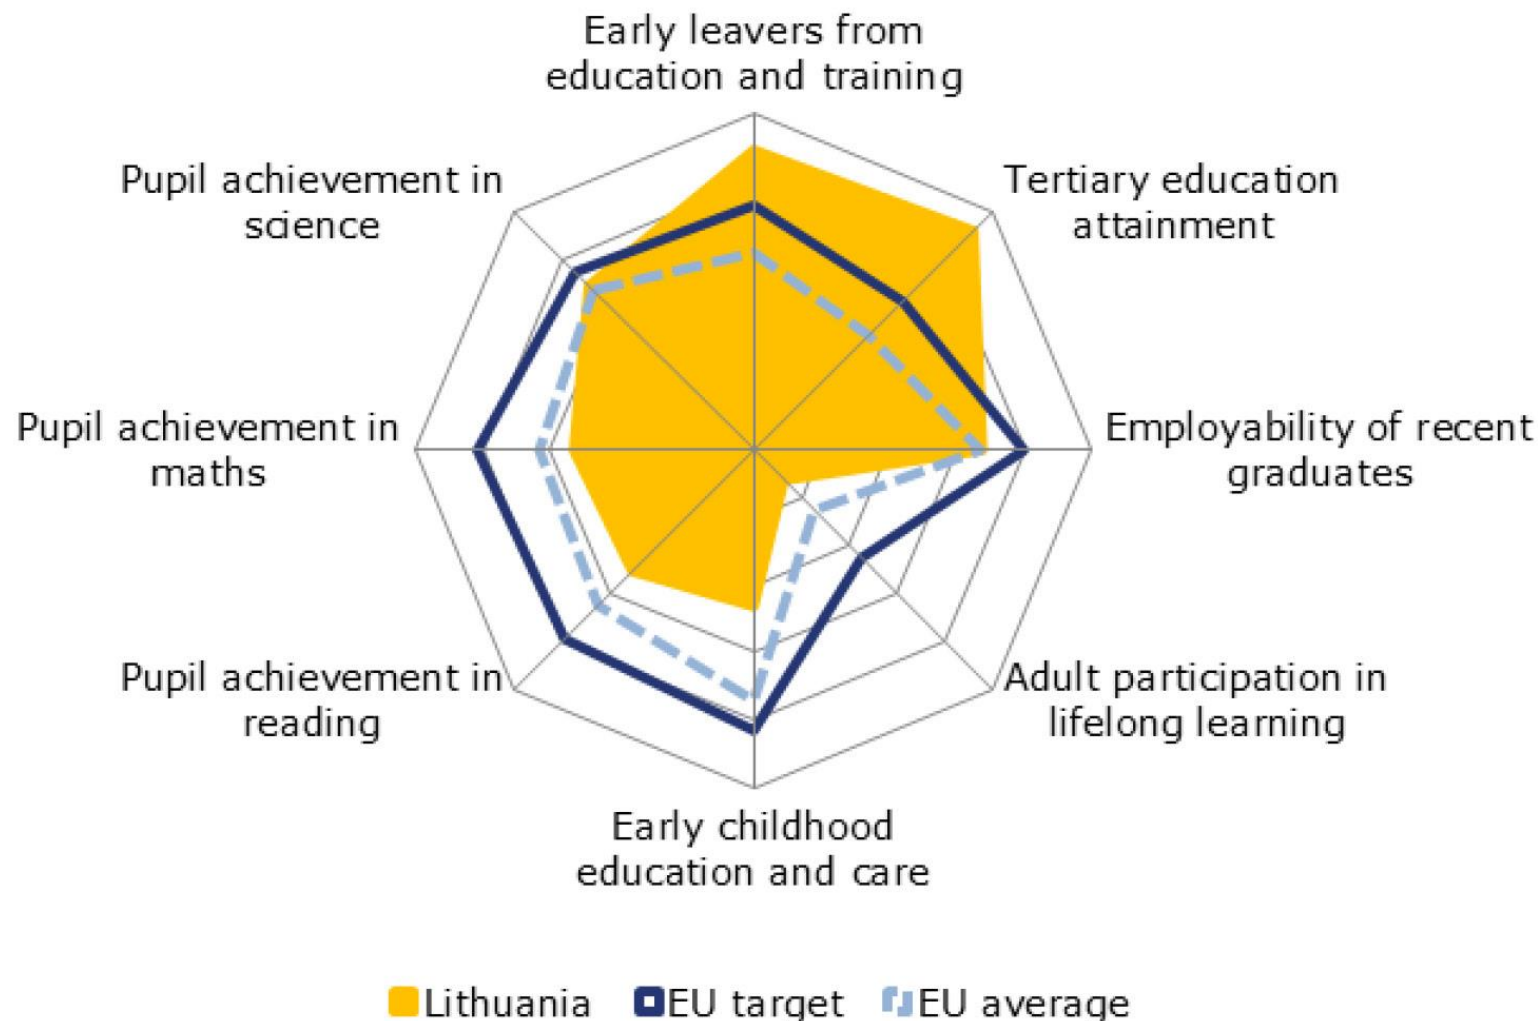 Early leavers from
education and training
Pupil achievement in
science
Tertiary education
attainment
Pupil achievement in
maths
Employability of recent
graduates
Pupil achievement in
reading
Adult participation in
lifelong learning
Early childhood
education and care
Lithuania EU target EU average